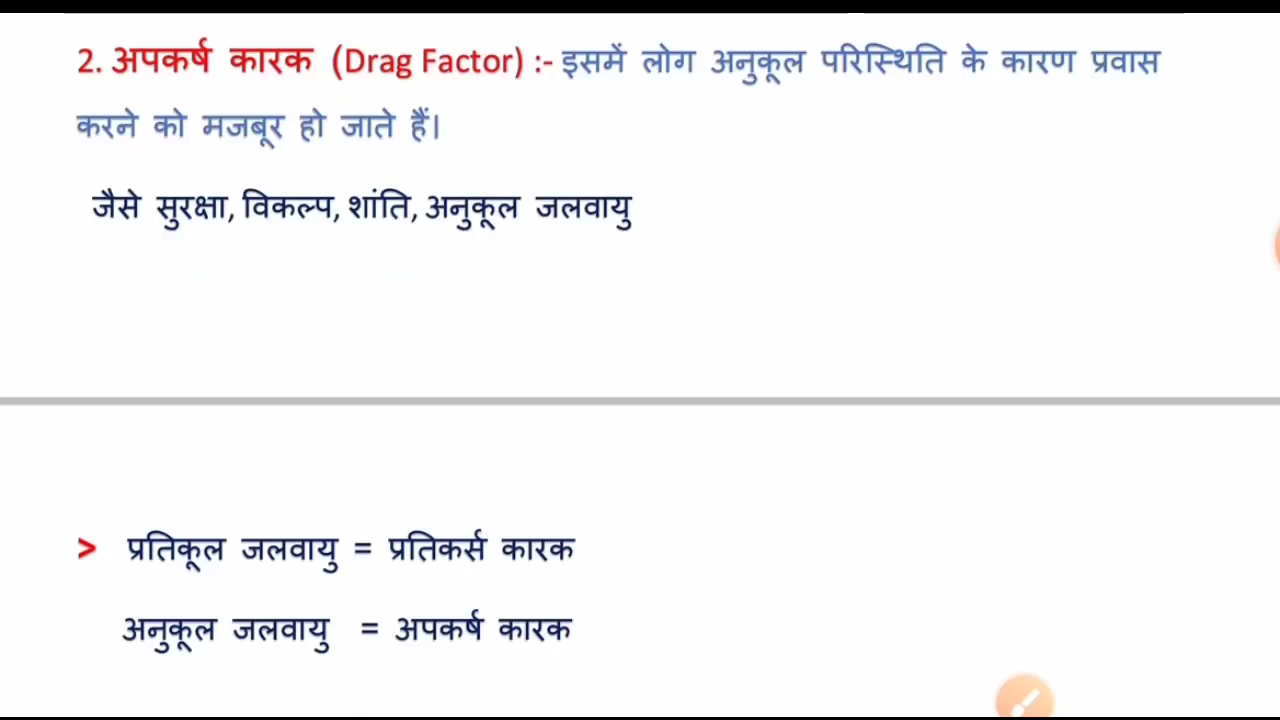 2. अपकर्ष कारक (Drag Factor) :- इसमें लोग अनुकूल परिस्थिति के कारण प्रवास
करने को मजबूर हो जाते हैं।
जैसे सुरक्षा, विकल्प, शांति, अनुकूल जलवायु
> प्रतिकूल जलवायु = प्रतिकर्स कारक
अनुकूल जलवायु = अपकर्ष कारक